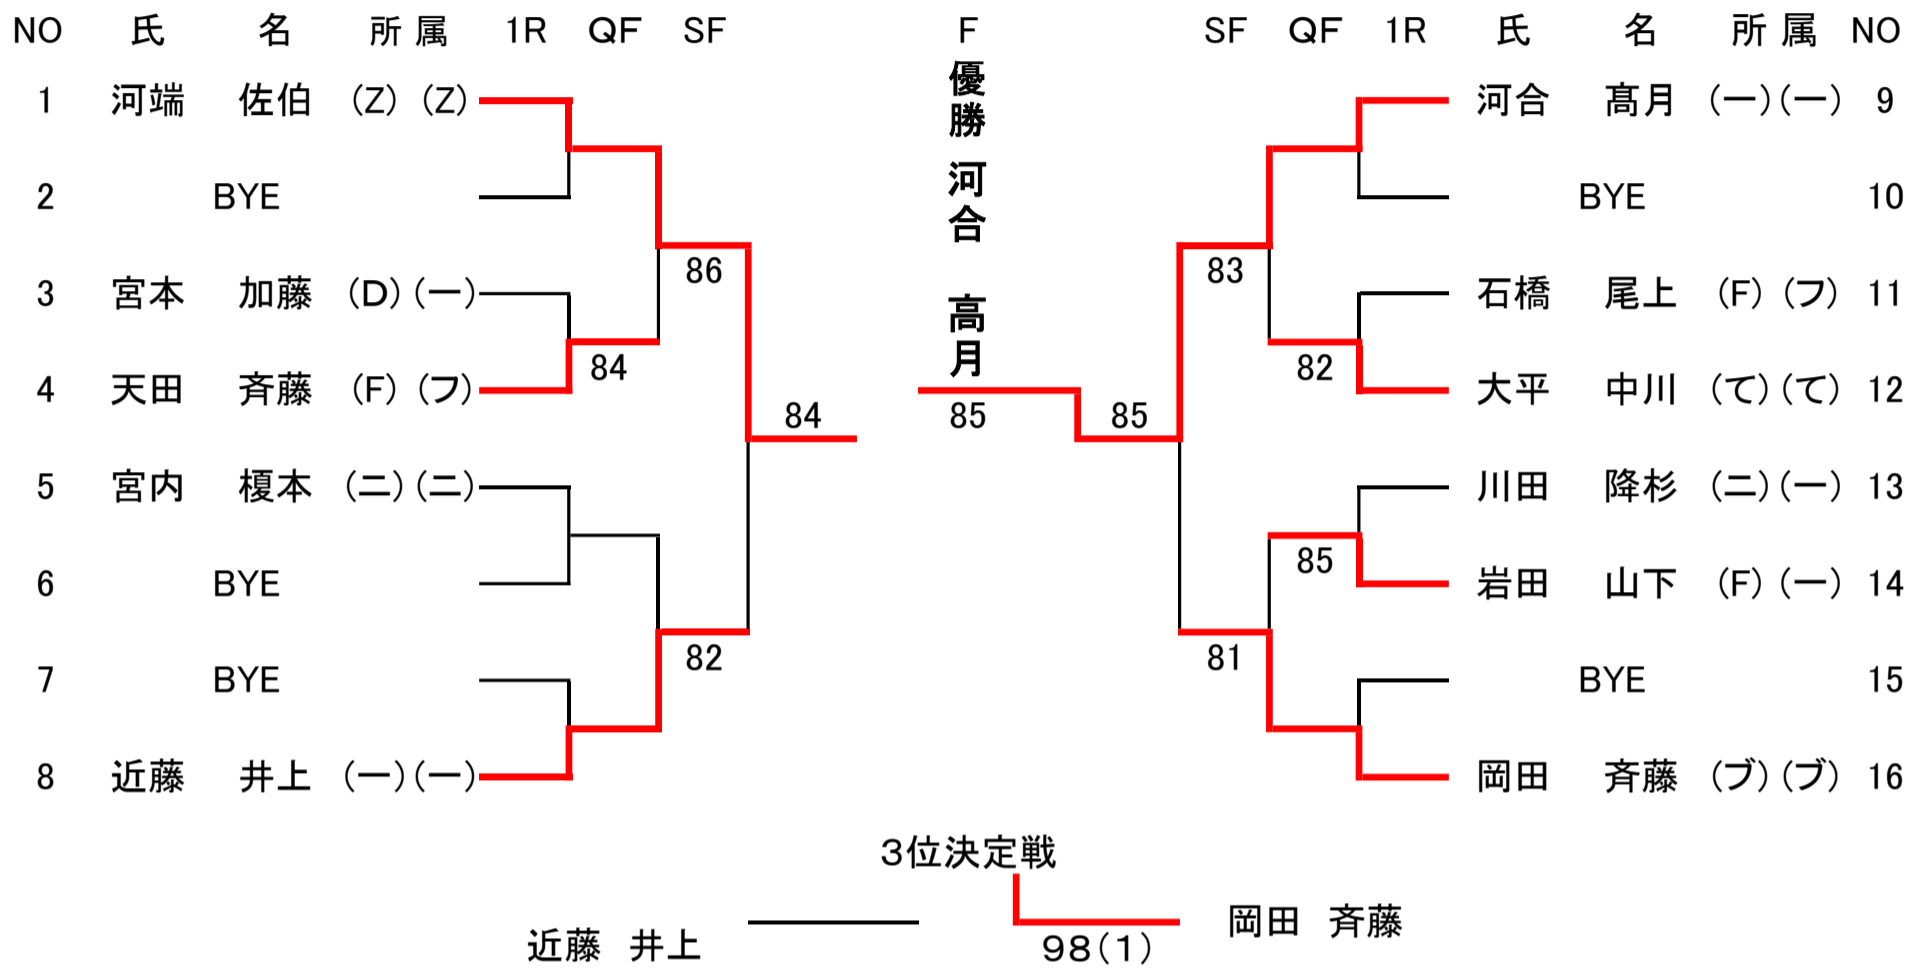 NO 氏 名 所 属 1R QF SF F SF QF 1R 氏 名 所 属 NO
優勝 河合 高月
1 河端 佐伯 (Z) (Z) 河合 髙月 (一) (一) 9
2 BYE BYE 10
86 83
3 宮本 加藤 (D) (一) 石橋 尾上 (F) (フ) 11
84 82
4 天田 斉藤 (F) (フ) 大平 中川 (て) (て) 12
84 85 85
5 宮内 榎本 (ニ) (ニ) 川田 降杉 (ニ) (一) 13
85
6 BYE 岩田 山下 (F) (一) 14
82 81
7 BYE BYE 15
8 近藤 井上 (一) (一) 岡田 斉藤 (ブ) (ブ) 16
3位決定戦
近藤 井上 98(1) 岡田 斉藤